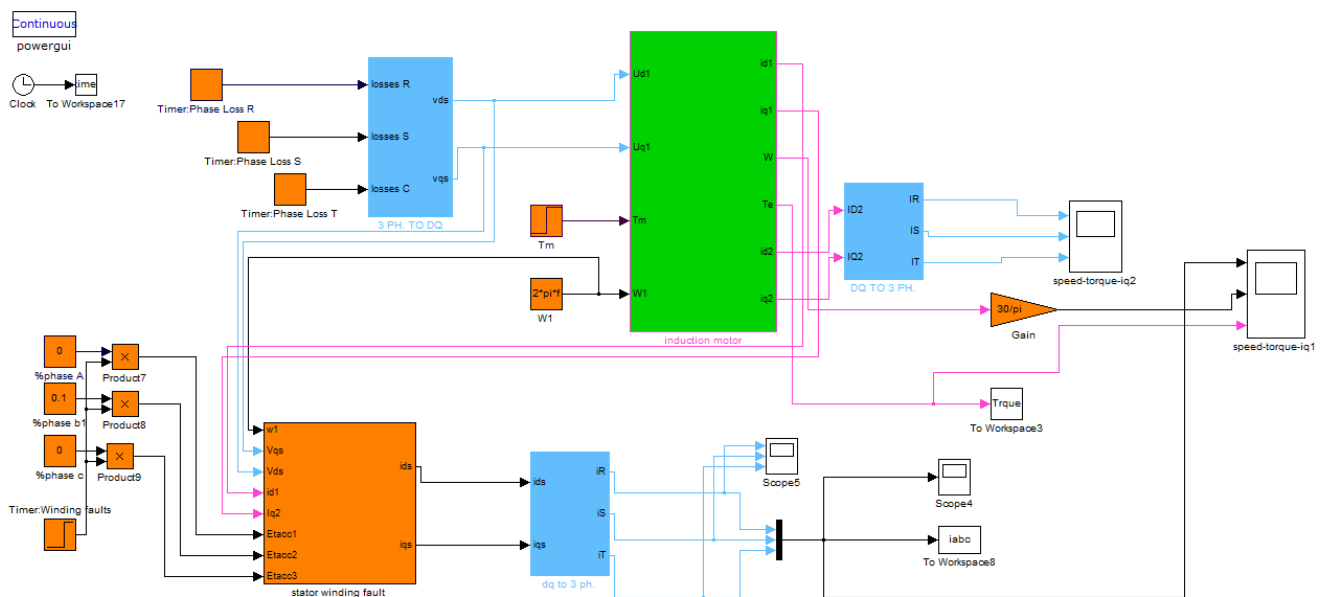 Continuous
powergui
Clock
ime
To Workspace17
Timer:Phase Loss R
Timer:Phase Loss S
Timer:Phase Loss T
losses R
losses S
losses C
vds
vqs
3 PH. TO DQ
Tm
2*pi*f
W1
Ud1
Uq1
Tm
W1
id1
iq1
W
Te
id2
iq2
induction motor
ID2
IQ2
IR
IS
IT
DQ TO 3 PH.
speed-torque-iq2
30/pi
Gain
speed-torque-iq1
Trque
To Workspace3
0
%phase A
Product7
0.1
%phase b1
Product8
0
%phase c
Product9
Timer:Winding faults
w1
Vqs
Vds
id1
Iq2
Etacc1
Etacc2
Etacc3
ids
iqs
stator winding fault
ids
iqs
iR
iS
iT
dq to 3 ph.
Scope5
Scope4
iabc
To Workspace8